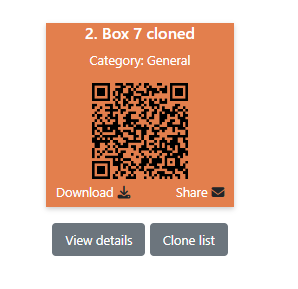 2. Box 7 cloned
Category: General
Download
Share
View details
Clone list